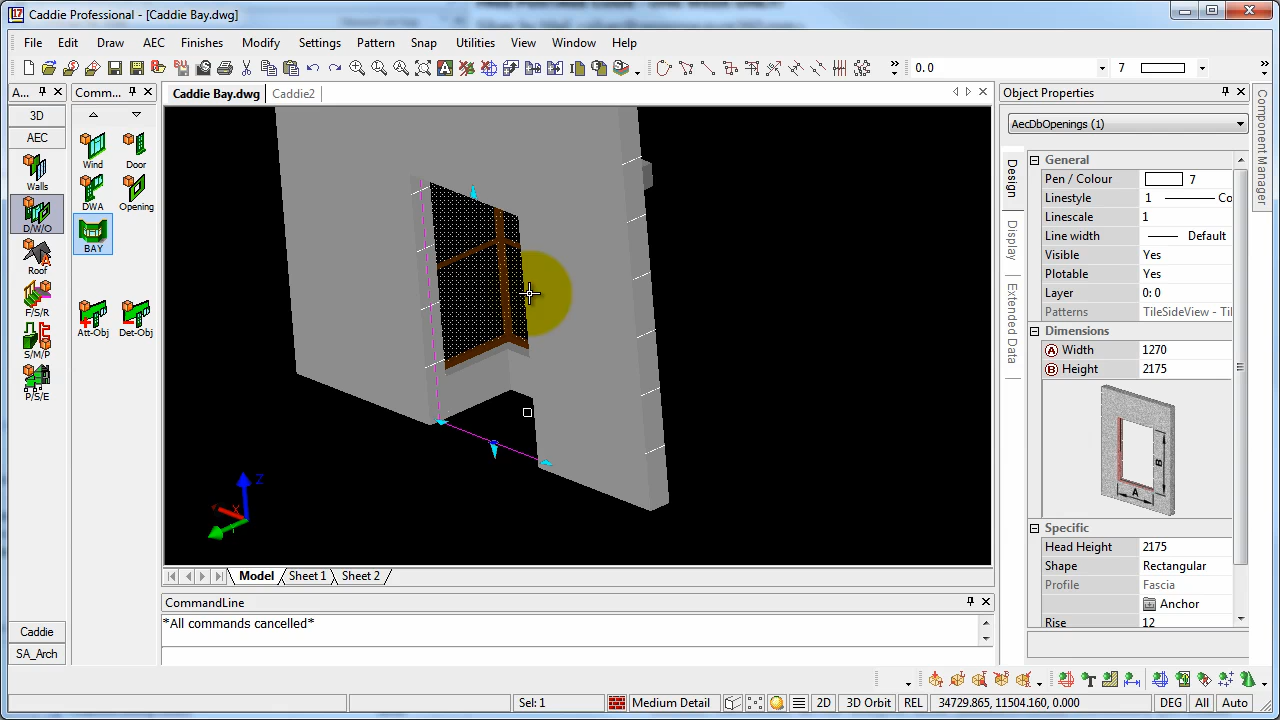 Caddie Professional - [Caddie Bay.dwg]
File Edit Draw AEC Finishes Modify Settings Pattern Snap Utilities View Window Help
0.0 7
A... Comm... Caddie Bay.dwg Caddie2 Object Properties
3D
AEC
Walls
D/W/O
Roof
F/S/R
S/M/P
P/S/E
Caddie
SA_Arch
Wind Door
DWA Opening
BAY
Att-Obj Det-Obj
Z
X
Model Sheet 1 Sheet 2
CommandLine
*All commands cancelled*
AecDbOpenings (1)
Design
Display
Extended Data
Component Manager
General
Pen / Colour 7
Linestyle 1 Co
Linescale 1
Line width Default
Visible Yes
Plotable Yes
Layer 0: 0
Patterns TileSideView - Til
Dimensions
A Width 1270
B Height 2175
B
A
Specific
Head Height 2175
Shape Rectangular
Profile Fascia
Anchor
Rise 12
Sel: 1 Medium Detail 2D 3D Orbit REL 34729.865, 11504.160, 0.000 DEG All Auto